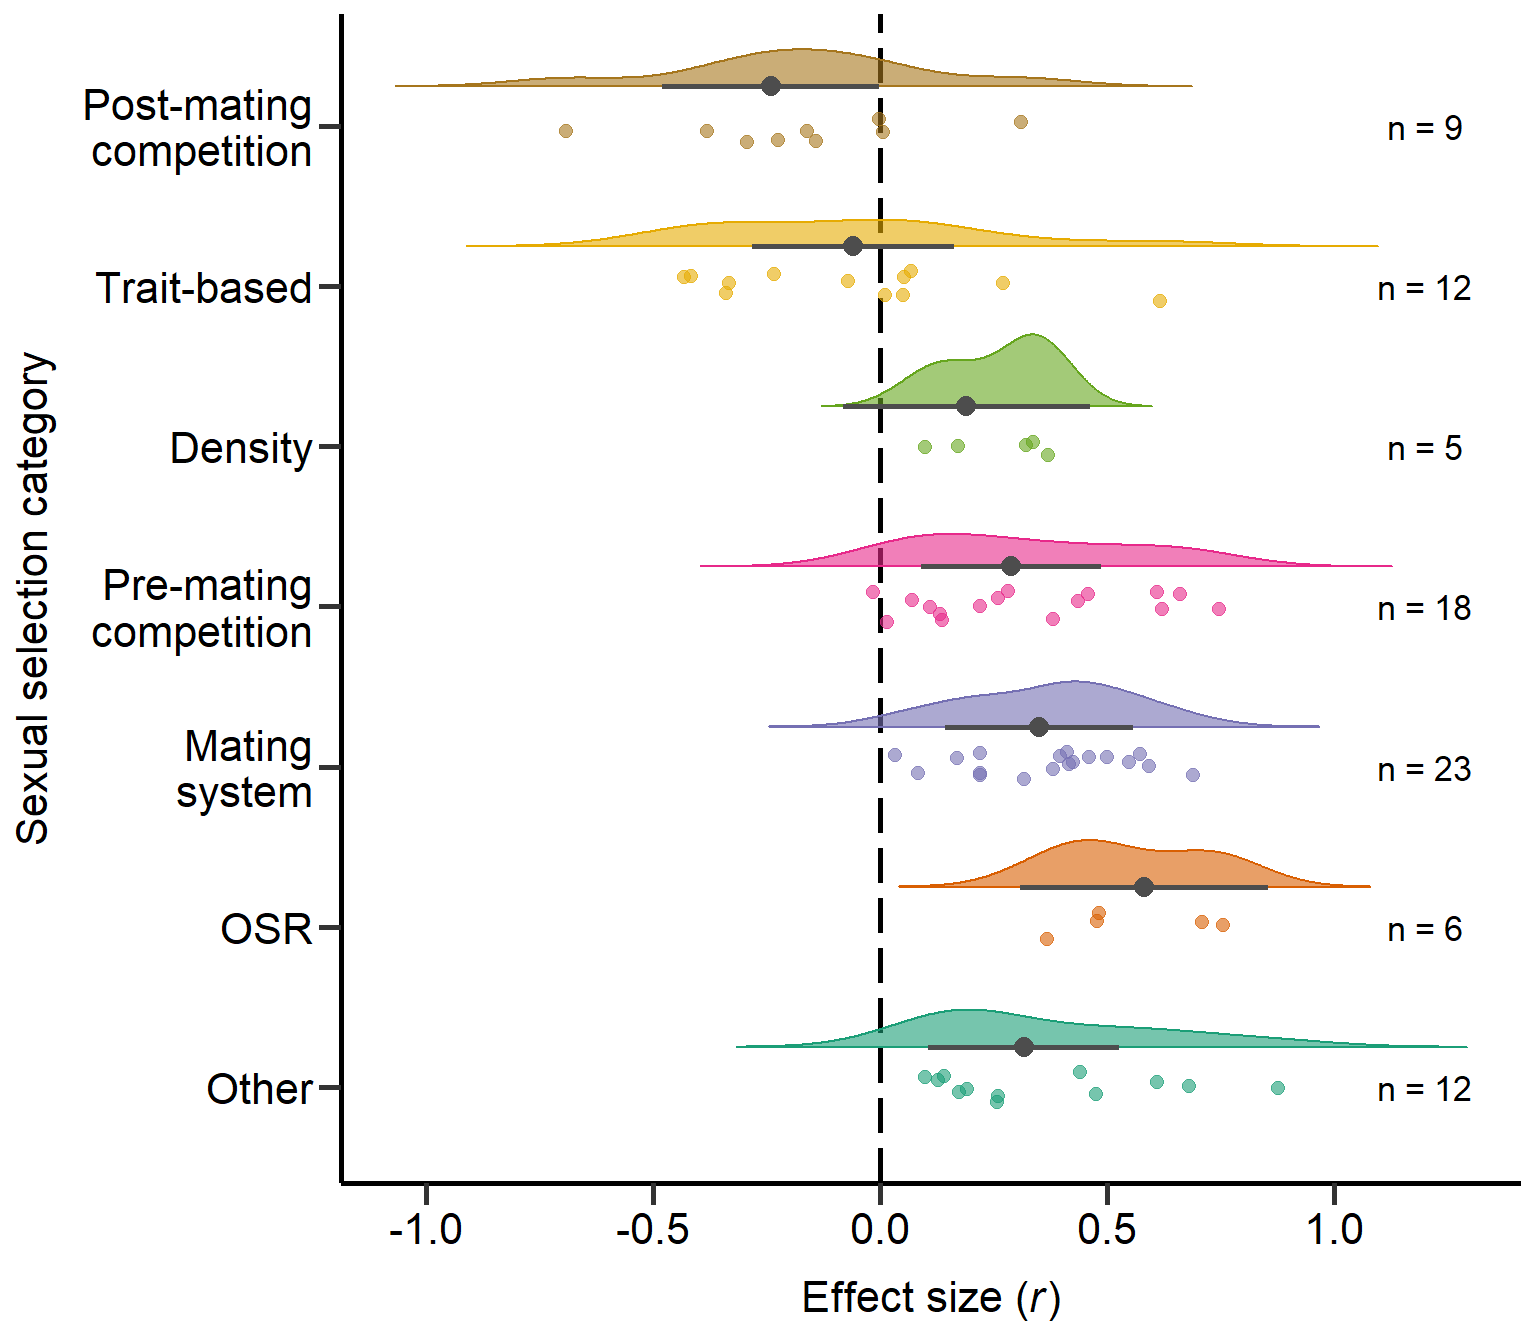 Post-mating
competition
n = 9
Trait-based
n = 12
Density
n = 5
Pre-mating
competition
n = 18
Mating
system
n = 23
OSR
n = 6
Other
n = 12
Sexual selection category
-1.0 -0.5 0.0 0.5 1.0
Effect size (r)